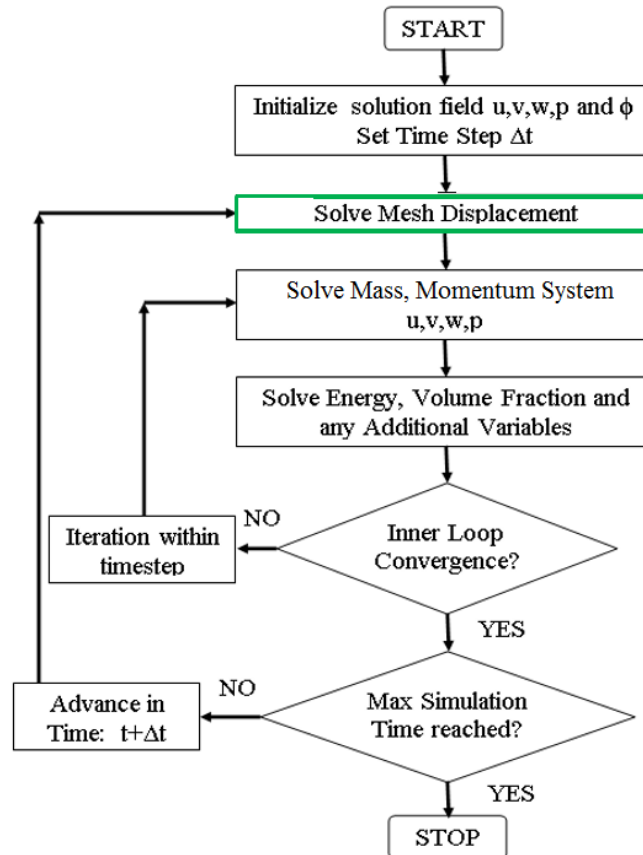 START
Initialize solution field u,v,w,p and ϕ
Set Time Step Δt
Solve Mesh Displacement
Solve Mass, Momentum System
u,v,w,p
Solve Energy, Volume Fraction and
any Additional Variables
Inner Loop
Convergence?
NO
Iteration within
timestep
YES
Max Simulation
Time reached?
NO
Advance in
Time: t+Δt
YES
STOP